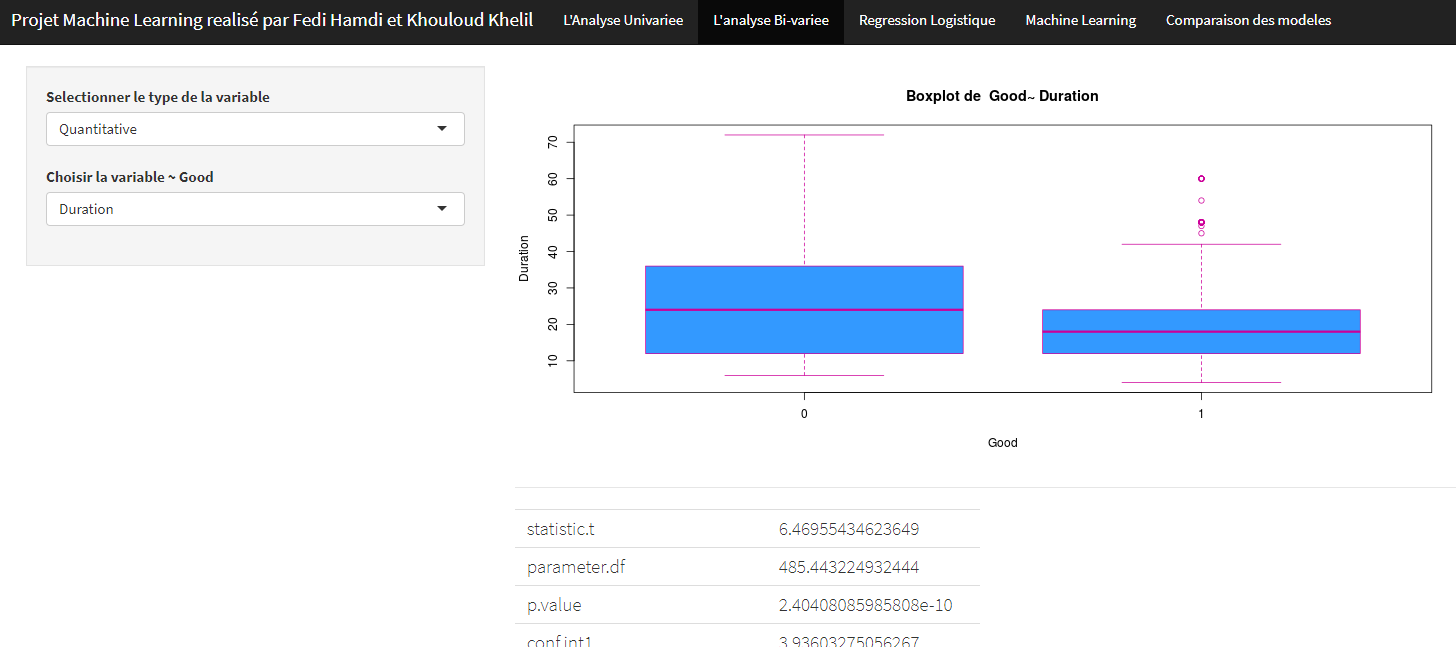 Projet Machine Learning realisé par Fedi Hamdi et Khouloud Khelil L'Analyse Univariee L'analyse Bi-variee Regression Logistique Machine Learning Comparaison des modeles
Selectionner le type de la variable
Quantitative
Choisir la variable ~ Good
Duration
Boxplot de Good~ Duration
70
60
50
40
30
20
10
Duration
0 1
Good
statistic.t 6.46955434623649
parameter.df 485.443224932444
p.value 2.40408085985808e-10
conf.int1 3.93603275056267